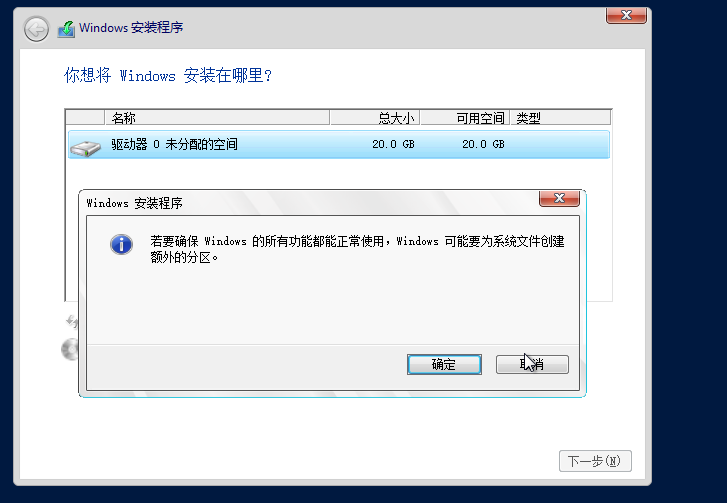 Windows 安装程序
你想将 Windows 安装在哪里?
名称 总大小 可用空间 类型
驱动器 0 未分配的空间 20.0 GB 20.0 GB
Windows 安装程序
若要确保 Windows 的所有功能都能正常使用,Windows 可能要为系统文件创建
额外的分区。
确定 取消
下一步(N)